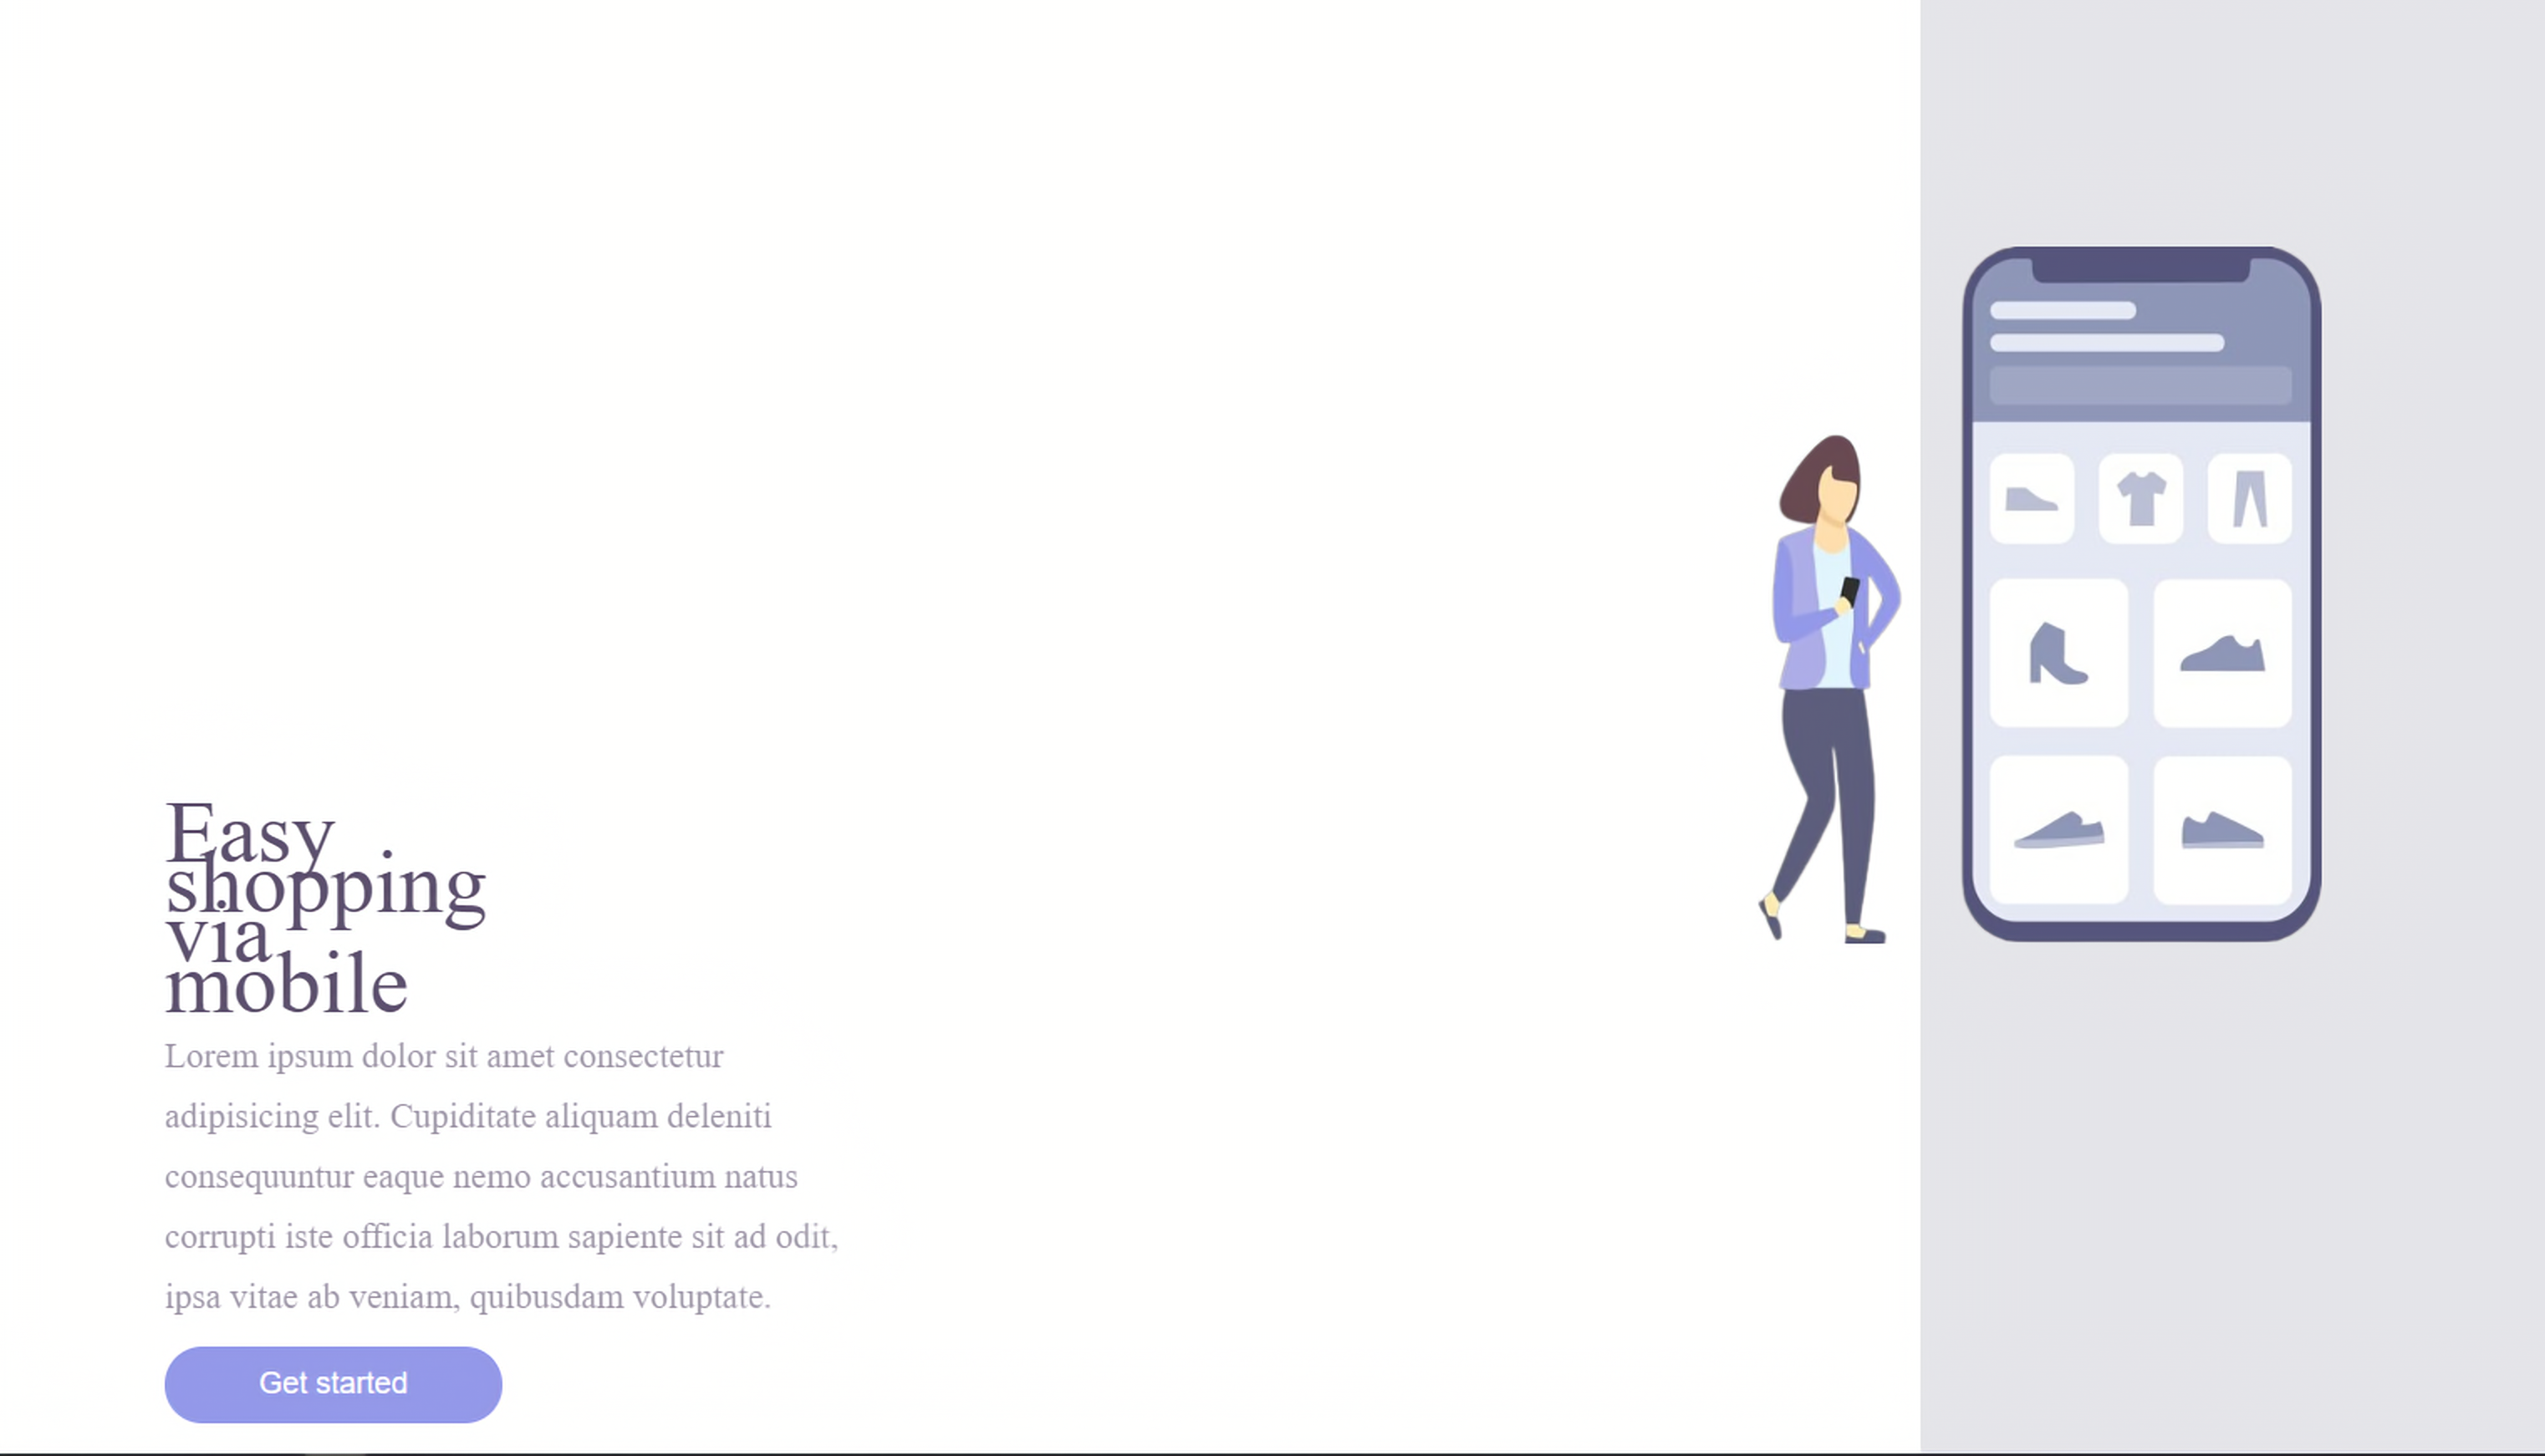 Easy
shopping
via
mobile
Lorem ipsum dolor sit amet consectetur
adipisicing elit. Cupiditate aliquam deleniti
consequuntur eaque nemo accusantium natus
corrupti iste officia laborum sapiente sit ad odit,
ipsa vitae ab veniam, quibusdam voluptate.
Get started